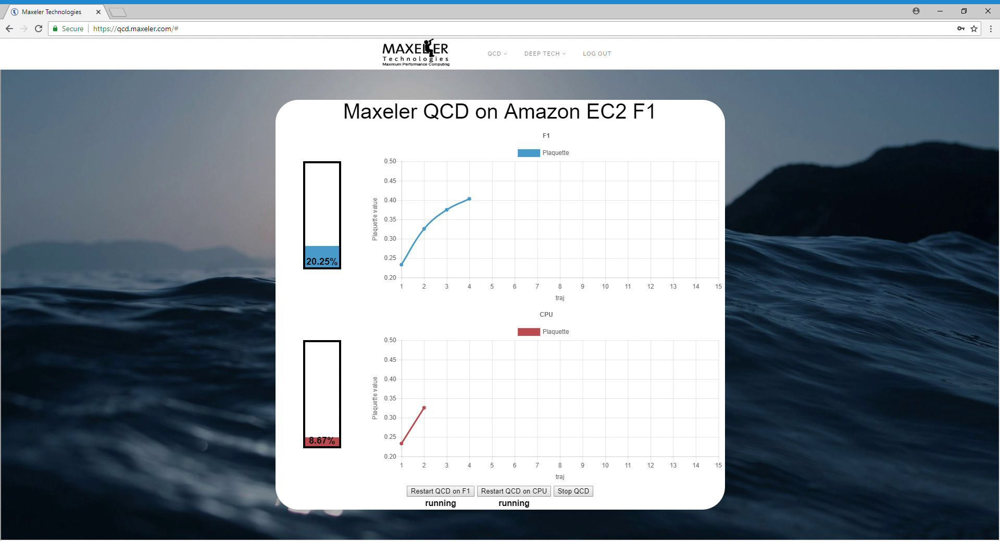 Maxeler Technologies
Secure https://qcd.maxeler.com/#
MAXELER
Technologies
Maximum Performance Computing
QCD DEEP TECH LOG OUT
Maxeler QCD on Amazon EC2 F1
F1
Plaquette
20.25%
Plaquette value
0.50
0.45
0.40
0.35
0.30
0.25
0.20
1 2 3 4 5 6 7 8 9 10 11 12 13 14 15
traj
CPU
Plaquette
8.67%
Plaquette value
0.50
0.45
0.40
0.35
0.30
0.25
0.20
1 2 3 4 5 6 7 8 9 10 11 12 13 14 15
traj
Restart QCD on F1 Restart QCD on CPU Stop QCD
running running